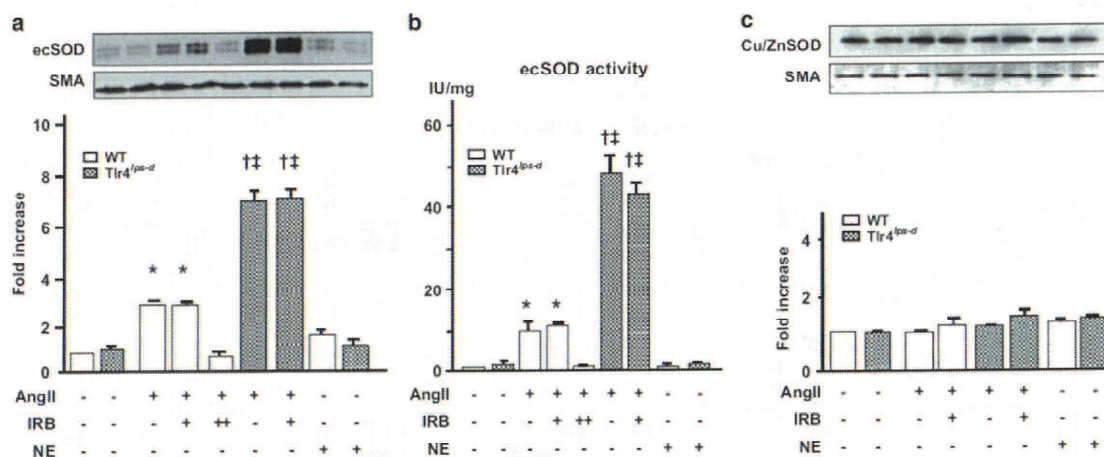 a
ecSOD
SMA
10
8
6
4
2
0
Fold increase
WT
Tlr4lps-d
* *
†‡ †‡
AngII - - + + + + + - -
IRB - - - + ++ - + - -
NE - - - - - - - + +
b
ecSOD activity
IU/mg
60
40
20
10
0
WT
Tlr4lps-d
* *
†‡
†‡
AngII - - + + + + + - -
IRB - - - + ++ - + - -
NE - - - - - - - + +
c
Cu/ZnSOD
SMA
4
2
0
Fold increase
WT
Tlr4lps-d
AngII - - + + + + - -
IRB - - - + - + - -
NE - - - - - - + +